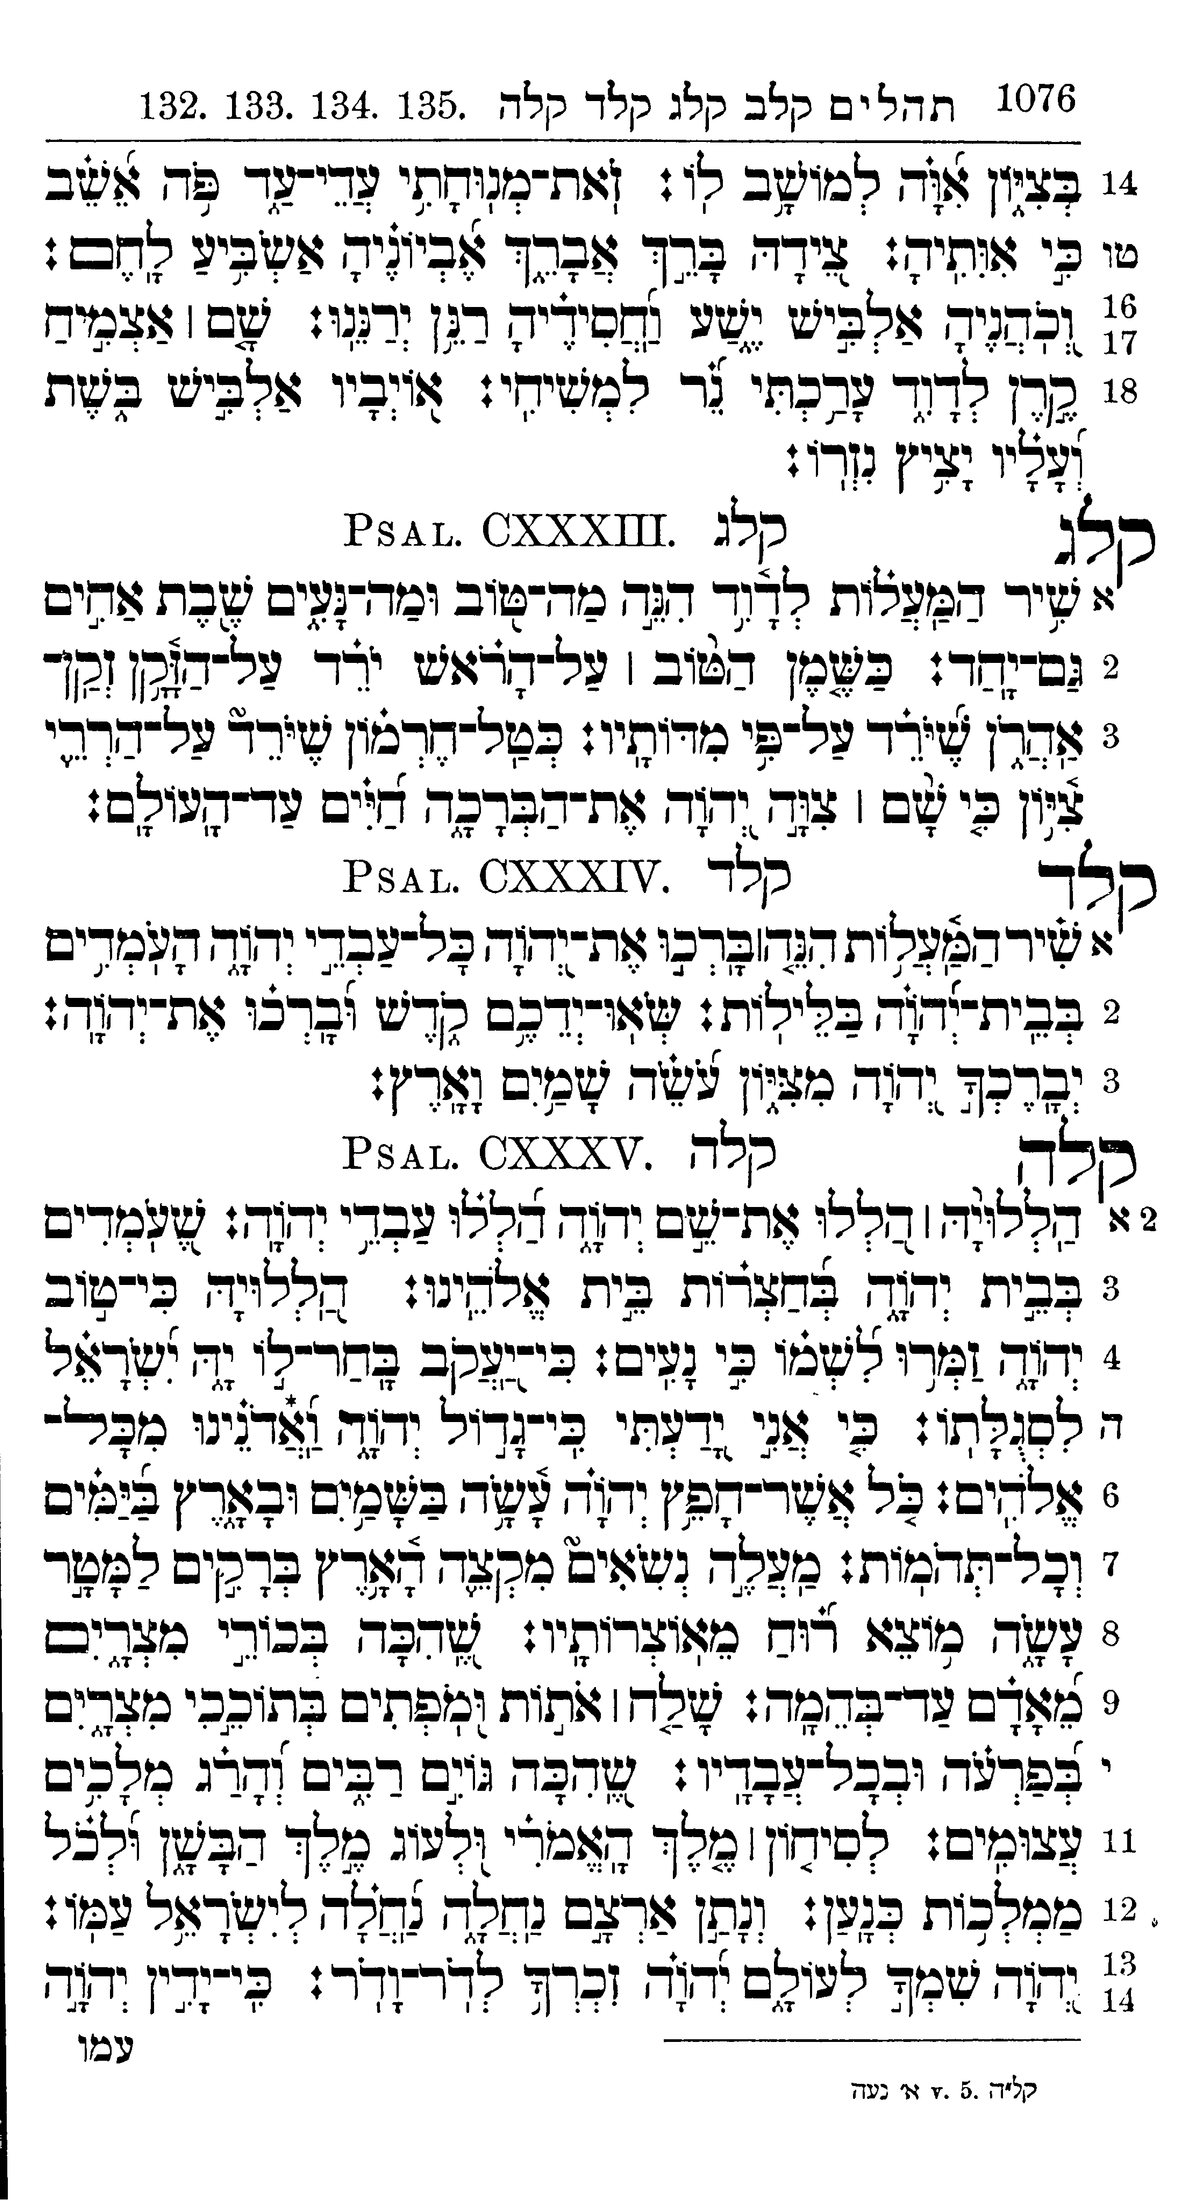 1076 תהלים קלב קלג קלד קלה 132. 133. 134. 135.
14 בְּצִיּ֑וֹן אִ֝וָּ֗הּ לְמוֹשָׁ֥ב לֽוֹ׃ זֹאת־מְנוּחָתִ֥י עֲדֵי־עַ֑ד פֹּ֥ה אֵ֝שֵׁ֗ב
טו כִּ֣י אִוִּתִֽיהָ׃ צֵ֭ידָהּ בָּרֵ֣ךְ אֲבָרֵ֑ךְ אֶ֝בְיוֹנֶ֗יהָ אַשְׂבִּ֥יעַֽ לָֽחֶם׃
16 17 וְֽ֭כֹהֲנֶיהָ אַלְבִּ֣ישׁ יֶ֑שַׁע וַ֝חֲסִידֶ֗יהָ רַנֵּ֥ן יְרַנֵּֽנוּ׃ שָׁ֤ם ׀ אַצְמִ֣יחַ
18 קֶ֣רֶן לְדָוִ֑ד עָרַ֥כְתִּי נֵ֝֗ר לִמְשִׁיחִֽי׃ א֭וֹיְבָיו אַלְבִּ֣ישׁ בֹּ֑שֶׁת
וְ֝עָלָ֗יו יָצִ֥יץ נִזְרֽוֹ׃
קלג קלג PSAL. CXXXIII.
א שִׁ֥יר הַֽמַּעֲל֗וֹת לְדָ֫וִ֥ד הִנֵּ֣ה מַה־טּ֭וֹב וּמַה־נָּעִ֑ים שֶׁ֖בֶת אַחִ֣ים
2 גַּם־יָֽחַד׃ כַּשֶּׁ֤מֶן הַטּ֨וֹב ׀ עַל־הָרֹ֗אשׁ יֹרֵ֗ד עַֽל־הַזָּ֫קָ֥ן זְקַֽן־
3 אַהֲרֹ֑ן שֶׁ֝יֹּרֵ֗ד עַל־פִּ֥י מִדּוֹתָֽיו׃ כְּטַל־חֶרְמ֗וֹן שֶׁיֹּרֵד֮ עַל־הַרְרֵ֪י
צִ֫יּ֥וֹן כִּ֤י שָׁ֨ם ׀ צִוָּ֣ה יְ֭הוָֹה אֶת־הַבְּרָכָ֑ה חַ֝יִּ֗ים עַד־הָעוֹלָֽם׃
קלד קלד PSAL. CXXXIV.
א שִׁ֗יר הַֽמַּ֫עֲל֥וֹת הִנֵּ֤ה ׀ בָּרְכ֣וּ אֶת־יְ֭הוָֹה כָּל־עַבְדֵ֣י יְהוָֹ֑ה הָעֹמְדִ֥ים
2 בְּבֵית־יְ֝הוָֹ֗ה בַּלֵּילֽוֹת׃ שְׂאֽוּ־יְדֵכֶ֥ם קֹ֑דֶשׁ וּ֝בָרְכ֗וּ אֶת־יְהוָֹֽה׃
3 יְבָרֶכְךָ֣ יְ֭הוָֹה מִצִּיּ֑וֹן עֹ֝שֵׂ֗ה שָׁמַ֥יִם וָאָֽרֶץ׃
קלה קלה PSAL. CXXXV.
א 2 הַ֥לְלוּיָ֨הּ ׀ הַֽ֭לְלוּ אֶת־שֵׁ֣ם יְהוָֹ֑ה הַ֝לְל֗וּ עַבְדֵ֥י יְהוָֹֽה׃ שֶׁ֣֭עֹֽמְדִים
3 בְּבֵ֣ית יְהוָֹ֑ה בְּ֝חַצְר֗וֹת בֵּ֣ית אֱלֹהֵֽינוּ׃ הַֽ֭לְלוּיָהּ כִּי־ט֣וֹב
4 יְהוָֹ֑ה זַמְּר֥וּ לִ֝שְׁמ֗וֹ כִּ֣י נָעִֽים׃ כִּי־יַֽעֲקֹ֗ב בָּחַר־ל֣וֹ יָ֑הּ יִ֝שְׂרָאֵ֗ל
ה לִסְגֻלָּתֽוֹ׃ כִּ֤י אֲנִ֣י יָ֭דַעְתִּי כִּי־גָד֣וֹל יְהוָֹ֑ה וַ֝אֲדֹנֵ֗ינוּ* מִכָּל־
6 אֱלֹהִֽים׃ כֹּ֤ל אֲשֶׁר־חָפֵ֥ץ יְהוָֹ֗ה עָ֫שָׂ֥ה בַּשָּׁמַ֥יִם וּבָאָ֑רֶץ בַּ֝יַּמִּ֗ים
7 וְכָל־תְּהֹמֽוֹת׃ מַעֲלֶ֣ה נְשִׂאִים֮ מִקְצֵ֪ה הָ֫אָ֥רֶץ בְּרָקִ֣ים לַמָּטָ֣ר
8 עָשָׂ֑ה מ֥וֹצֵא ר֝֗וּחַ מֵאֽוֹצְרוֹתָֽיו׃ שֶֽׁ֭הִכָּה בְּכוֹרֵ֣י מִצְרָ֑יִם
9 מֵ֝אָדָ֗ם עַד־בְּהֵמָֽה׃ שָׁלַ֤ח ׀ אֹת֣וֹת וּ֭מֹפְתִים בְּתוֹכֵ֣כִי מִצְרָ֑יִם
י בְּ֝פַרְעֹ֗ה וּבְכָל־עֲבָדָֽיו׃ שֶֽׁ֭הִכָּה גּוֹיִ֣ם רַבִּ֑ים וְ֝הָרַ֗ג מְלָכִ֥ים
11 עֲצוּמִֽים׃ לְסִיח֤וֹן ׀ מֶ֤לֶךְ הָאֱמֹרִ֗י וּ֭לְעוֹג מֶ֣לֶךְ הַבָּשָׁ֑ן וּ֝לְכֹ֗ל
12 מַמְלְכ֥וֹת כְּנָֽעַן׃ וְנָתַ֣ן אַרְצָ֣ם נַחֲלָ֑ה נַ֝חֲלָ֗ה לְיִשְׂרָאֵ֥ל עַמּֽוֹ׃
13 14 יְ֭הוָֹה שִׁמְךָ֣ לְעוֹלָ֑ם יְ֝הוָֹ֗ה זִכְרְךָ֥ לְדֹר־וָדֹֽר׃ כִּֽי־יָדִ֣ין יְהוָֹ֣ה
עמו
קל״ה v. 5. א׳ נעה